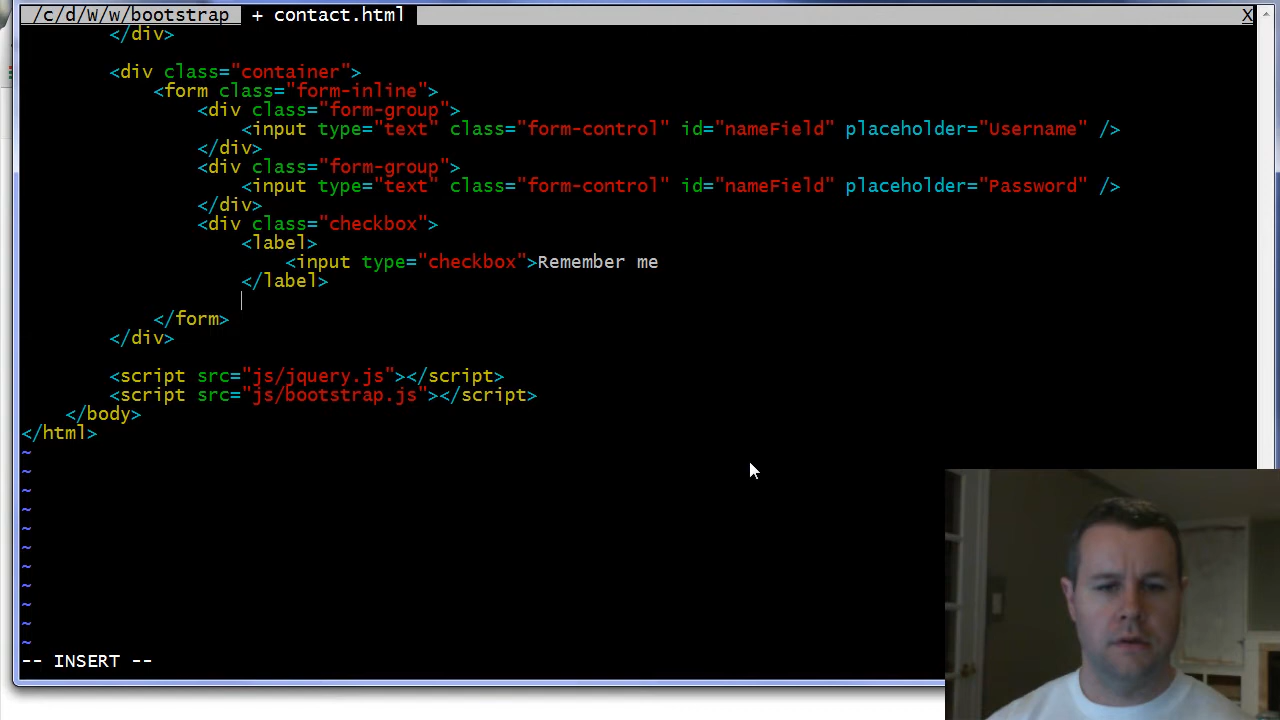 /c/d/W/w/bootstrap + contact.html X
</div>
<div class="container">
<form class="form-inline">
<div class="form-group">
<input type="text" class="form-control" id="nameField" placeholder="Username" />
</div>
<div class="form-group">
<input type="text" class="form-control" id="nameField" placeholder="Password" />
</div>
<div class="checkbox">
<label>
<input type="checkbox">Remember me
</label>
</form>
</div>
<script src="js/jquery.js"></script>
<script src="js/bootstrap.js"></script>
</body>
</html>
~
~
~
~
~
~
~
~
~
~
~
-- INSERT --